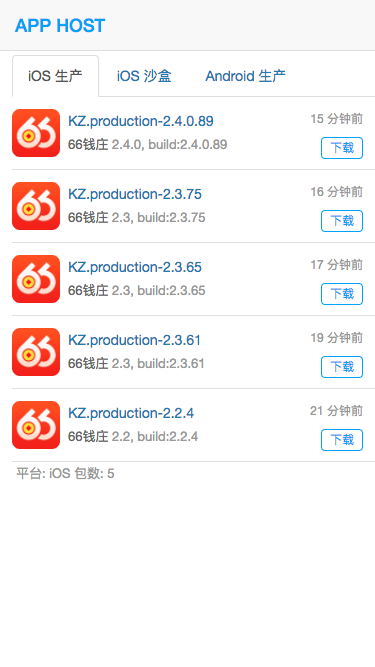 APP HOST
iOS 生产 iOS 沙盒 Android 生产
KZ.production-2.4.0.89 15 分钟前
66钱庄 2.4.0, build:2.4.0.89 下载
KZ.production-2.3.75 16 分钟前
66钱庄 2.3, build:2.3.75 下载
KZ.production-2.3.65 17 分钟前
66钱庄 2.3, build:2.3.65 下载
KZ.production-2.3.61 19 分钟前
66钱庄 2.3, build:2.3.61 下载
KZ.production-2.2.4 21 分钟前
66钱庄 2.2, build:2.2.4 下载
平台: iOS 包数: 5